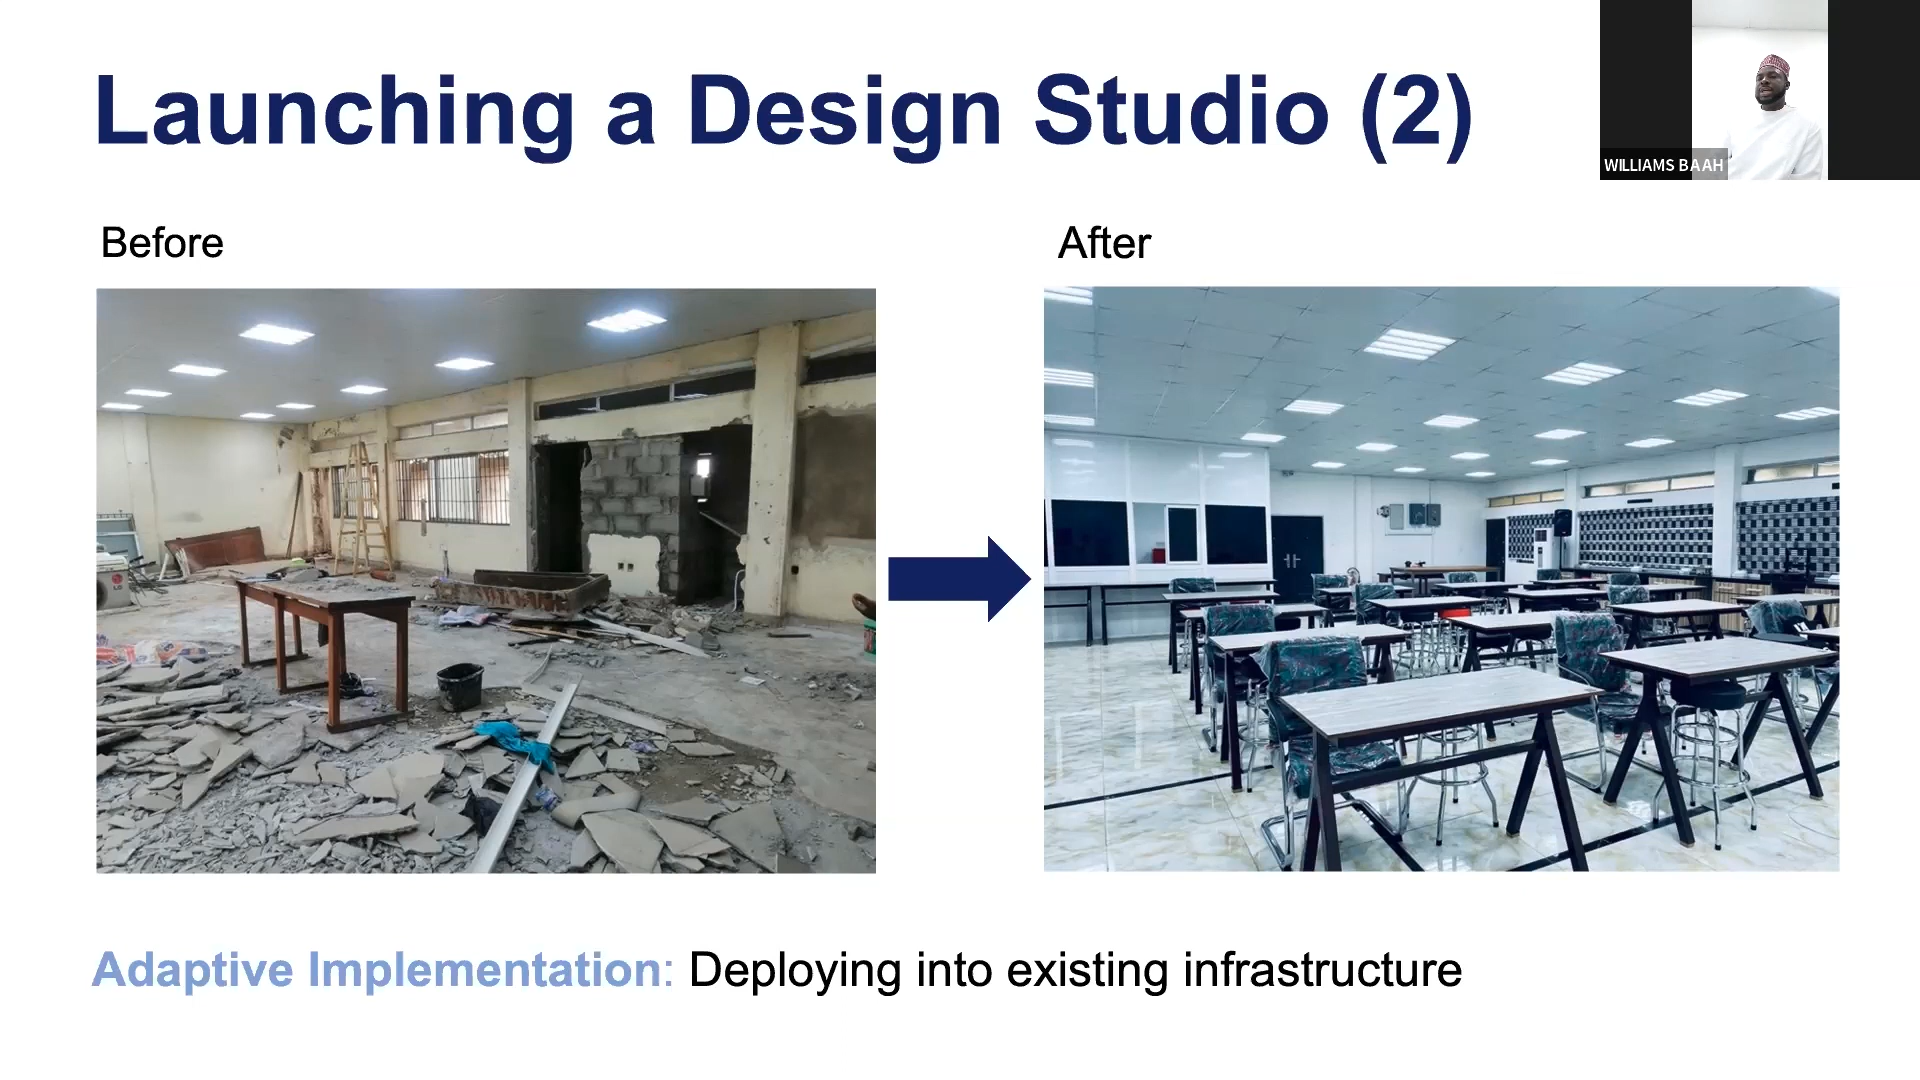 Launching a Design Studio (2)
WILLIAMS BAAH
Before
After
Adaptive Implementation: Deploying into existing infrastructure